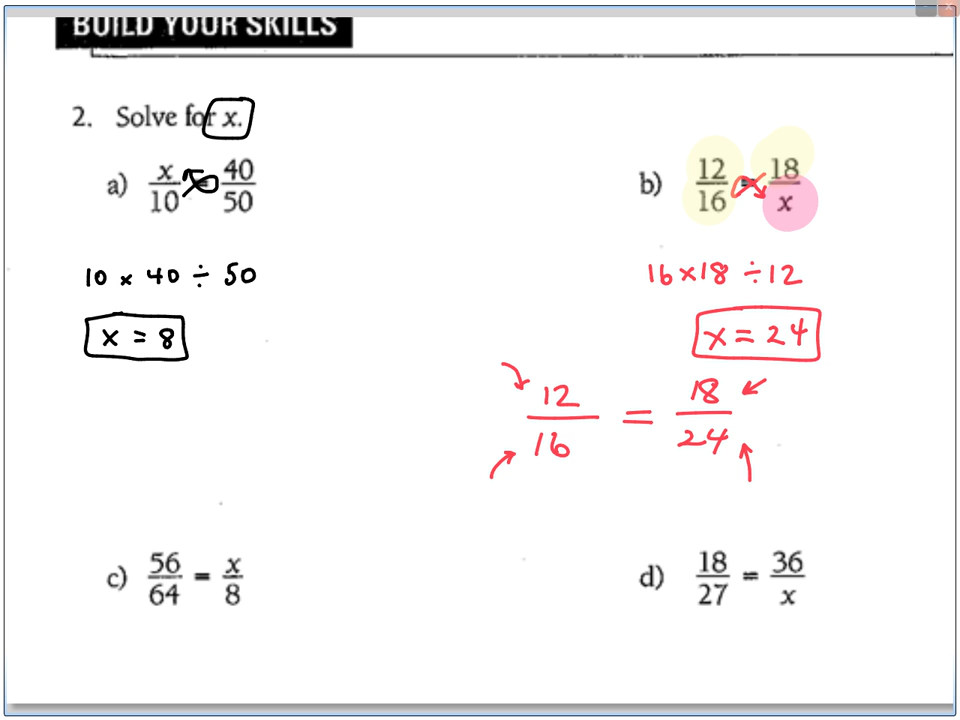 BUILD YOUR SKILLS
2. Solve for x.
a) x/10 = 40/50
b) 12/16 = 18/x
10 × 40 ÷ 50
16 × 18 ÷ 12
x = 8
x = 24
12/16 = 18/24
c) 56/64 = x/8
d) 18/27 = 36/x